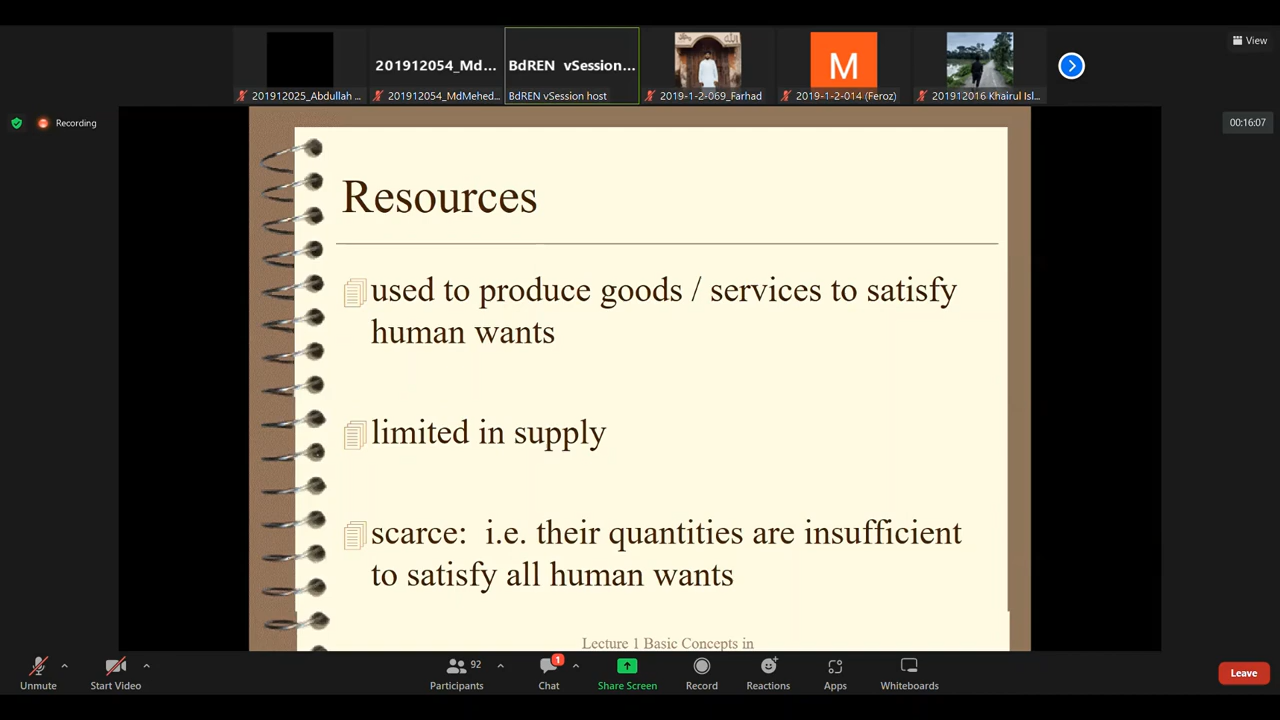 View
201912054_Md...
BdREN vSession...
M
201912025_Abdullah ...
201912054_MdMehed...
BdREN vSession host
2019-1-2-069_Farhad
2019-1-2-014 (Feroz)
201912016 Khairul Isl...
Recording
00:16:07
Resources
used to produce goods / services to satisfy
human wants
limited in supply
scarce: i.e. their quantities are insufficient
to satisfy all human wants
Lecture 1 Basic Concepts in
92
1
Unmute
Start Video
Participants
Chat
Share Screen
Record
Reactions
Apps
Whiteboards
Leave